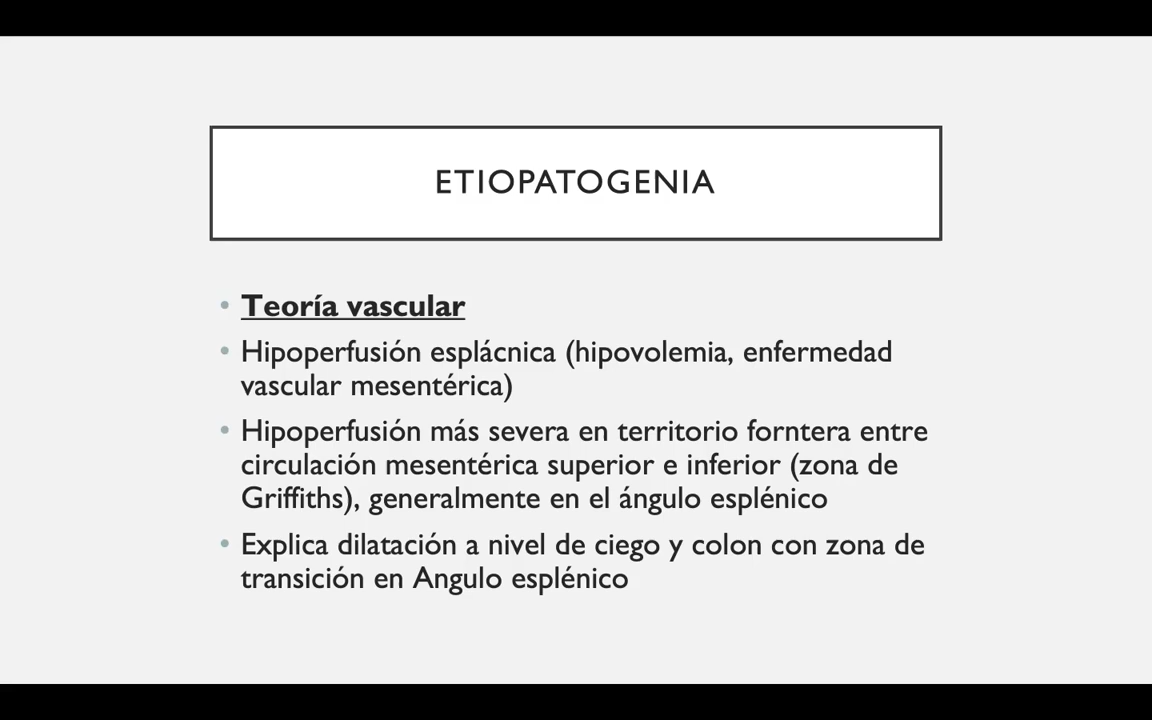 ETIOPATOGENIA
• Teoría vascular
• Hipoperfusión esplácnica (hipovolemia, enfermedad
vascular mesentérica)
• Hipoperfusión más severa en territorio forntera entre
circulación mesentérica superior e inferior (zona de
Griffiths), generalmente en el ángulo esplénico
• Explica dilatación a nivel de ciego y colon con zona de
transición en Angulo esplénico